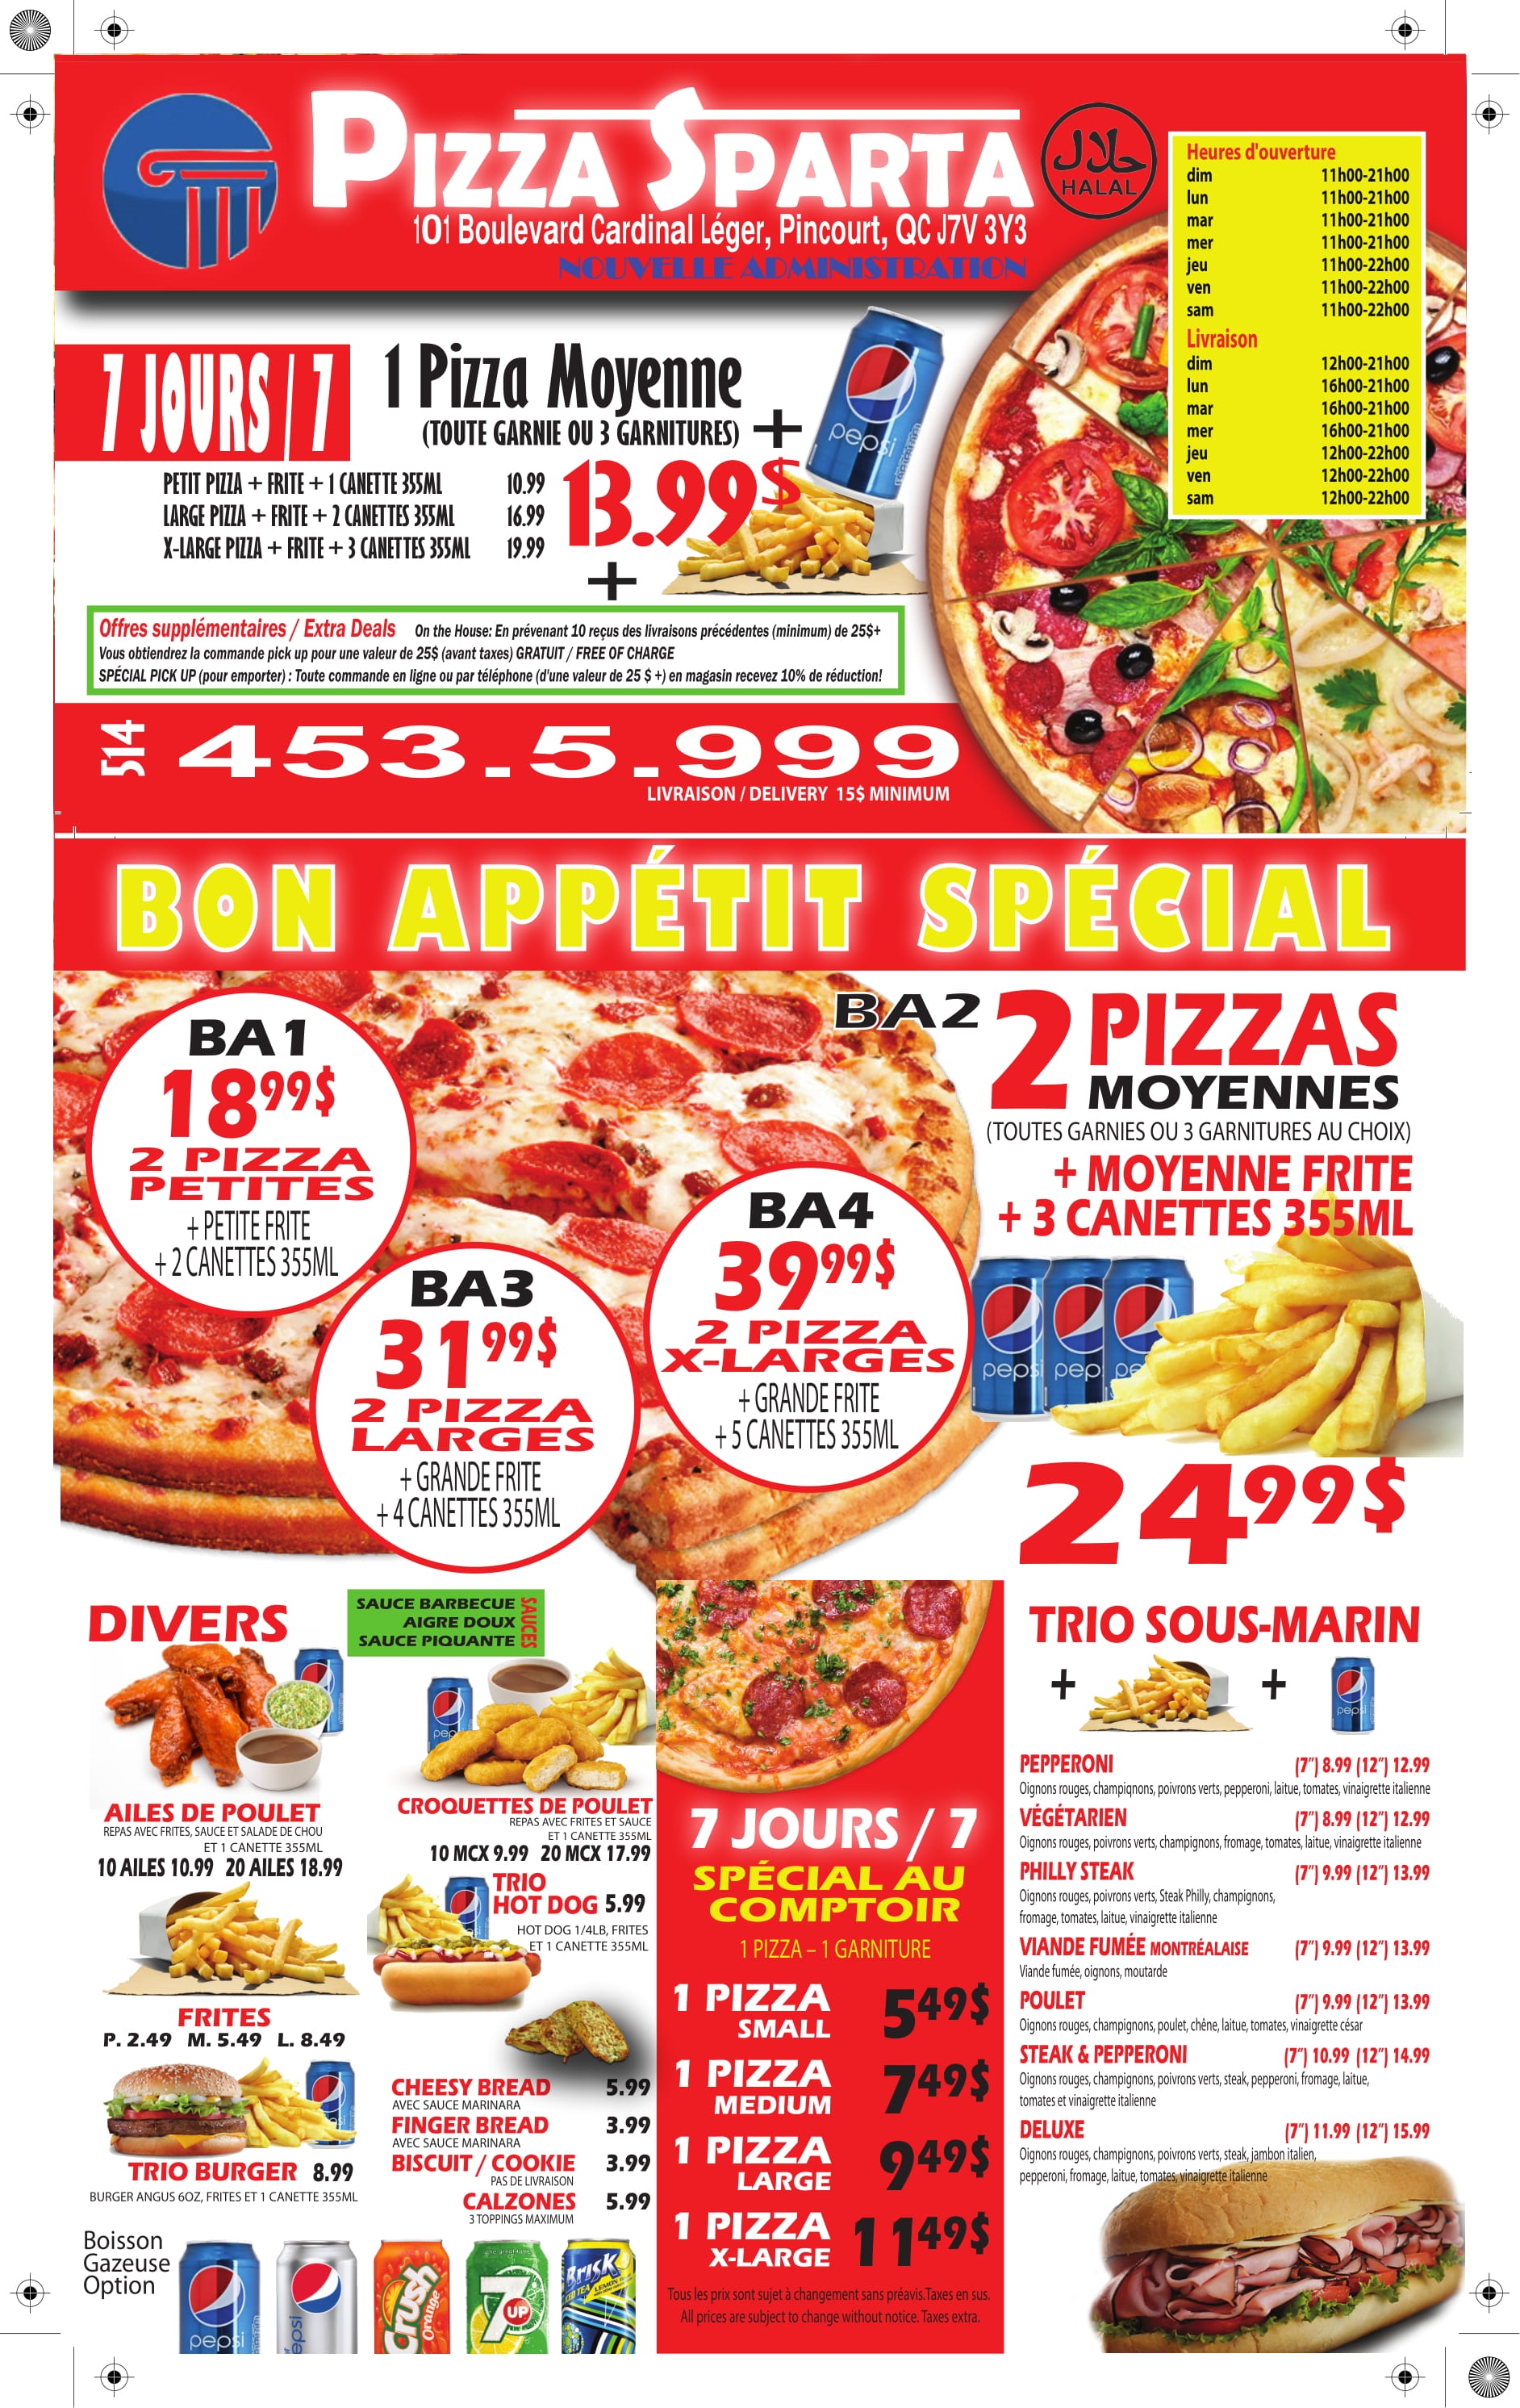 PIZZA SPARTA
حلال
HALAL
101 Boulevard Cardinal Léger, Pincourt, QC J7V 3Y3
NOUVELLE ADMINISTRATION
Heures d'ouverture
dim 11h00-21h00
lun 11h00-21h00
mar 11h00-21h00
mer 11h00-21h00
jeu 11h00-22h00
ven 11h00-22h00
sam 11h00-22h00
Livraison
dim 12h00-21h00
lun 16h00-21h00
mar 16h00-21h00
mer 16h00-21h00
jeu 12h00-22h00
ven 12h00-22h00
sam 12h00-22h00
7 JOURS / 7
1 Pizza Moyenne
(TOUTE GARNIE OU 3 GARNITURES) +
pepsi
13.99$
+
PETIT PIZZA + FRITE + 1 CANETTE 355ML 10.99
LARGE PIZZA + FRITE + 2 CANETTES 355ML 16.99
X-LARGE PIZZA + FRITE + 3 CANETTES 355ML 19.99
Offres supplémentaires / Extra Deals On the House: En prévenant 10 reçus des livraisons précédentes (minimum) de 25$+
Vous obtiendrez la commande pick up pour une valeur de 25$ (avant taxes) GRATUIT / FREE OF CHARGE
SPÉCIAL PICK UP (pour emporter) : Toute commande en ligne ou par téléphone (d'une valeur de 25 $ +) en magasin recevez 10% de réduction!
514 453.5.999
LIVRAISON / DELIVERY 15$ MINIMUM
BON APPÉTIT SPÉCIAL
BA1
18 99$
2 PIZZA
PETITES
+ PETITE FRITE
+ 2 CANETTES 355ML
BA3
31 99$
2 PIZZA
LARGES
+ GRANDE FRITE
+ 4 CANETTES 355ML
BA4
39 99$
2 PIZZA
X-LARGES
+ GRANDE FRITE
+ 5 CANETTES 355ML
BA2
2 PIZZAS
MOYENNES
(TOUTES GARNIES OU 3 GARNITURES AU CHOIX)
+ MOYENNE FRITE
+ 3 CANETTES 355ML
pepsi pep pe
24 99$
DIVERS
SAUCE BARBECUE
AIGRE DOUX
SAUCE PIQUANTE
SAUCES
AILES DE POULET
REPAS AVEC FRITES, SAUCE ET SALADE DE CHOU
ET 1 CANETTE 355ML
10 AILES 10.99 20 AILES 18.99
pep
CROQUETTES DE POULET
REPAS AVEC FRITES ET SAUCE
ET 1 CANETTE 355ML
10 MCX 9.99 20 MCX 17.99
TRIO
HOT DOG 5.99
HOT DOG 1/4LB, FRITES
ET 1 CANETTE 355ML
FRITES
P. 2.49 M. 5.49 L. 8.49
TRIO BURGER 8.99
BURGER ANGUS 6OZ, FRITES ET 1 CANETTE 355ML
CHEESY BREAD 5.99
AVEC SAUCE MARINARA
FINGER BREAD 3.99
AVEC SAUCE MARINARA
BISCUIT / COOKIE 3.99
PAS DE LIVRAISON
CALZONES 5.99
3 TOPPINGS MAXIMUM
Boisson
Gazeuse
Option
pepsi
epsi
Crush
Orange
7UP
Brisk
ICED TEA LEMON
7 JOURS / 7
SPÉCIAL AU
COMPTOIR
1 PIZZA – 1 GARNITURE
1 PIZZA
SMALL 5 49$
1 PIZZA
MEDIUM 7 49$
1 PIZZA
LARGE 9 49$
1 PIZZA
X-LARGE 11 49$
Tous les prix sont sujet à changement sans préavis.Taxes en sus.
All prices are subject to change without notice. Taxes extra.
TRIO SOUS-MARIN
+ +
pepsi
PEPPERONI (7") 8.99 (12") 12.99
Oignons rouges, champiqnons, poivrons verts, pepperoni, laitue, tomates, vinaigrette italienne
VÉGÉTARIEN (7") 8.99 (12") 12.99
Oignons rouges, poivrons verts, champignons, fromage, tomates, laitue, vinaigrette italienne
PHILLY STEAK (7") 9.99 (12") 13.99
Oignons rouges, poivrons verts, Steak Philly, champignons,
fromage, tomates, laitue, vinaigrette italienne
VIANDE FUMÉE MONTRÉALAISE (7") 9.99 (12") 13.99
Viande fumée, oignons, moutarde
POULET (7") 9.99 (12") 13.99
Oignons rouges, champignons, poulet, chêne, laitue, tomates, vinaigrette césar
STEAK & PEPPERONI (7") 10.99 (12") 14.99
Oignons rouges, champignons, poivrons verts, steak, pepperoni, fromage, laitue,
tomates et vinaigrette italienne
DELUXE (7") 11.99 (12") 15.99
Oignons rouges, champignons, poivrons verts, steak, jambon italien,
pepperoni, fromage, laitue, tomates, vinaigrette italienne